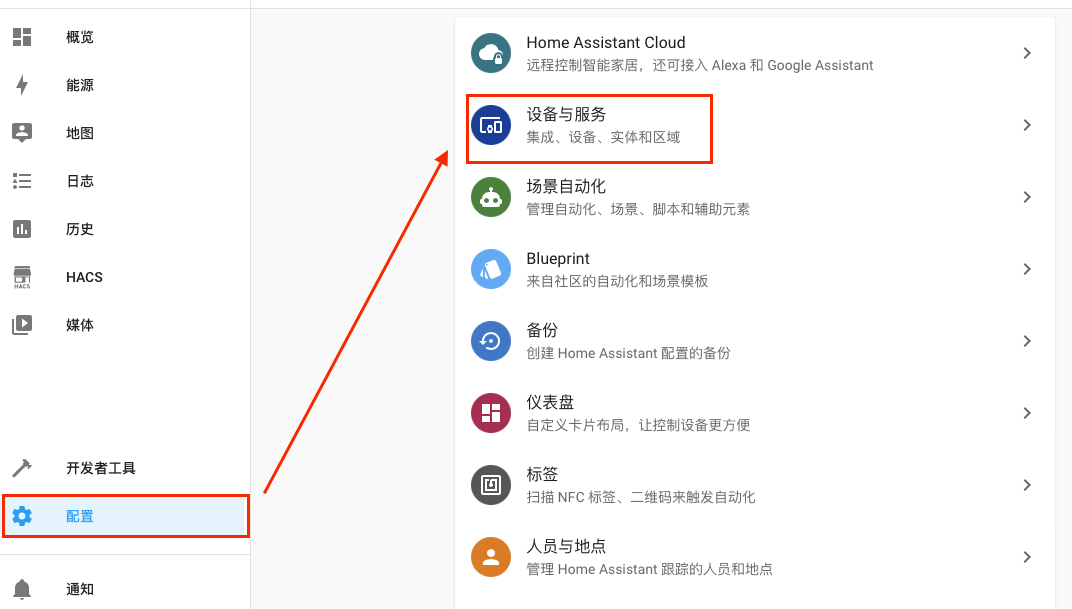 概览
能源
地图
日志
历史
HACS
HACS
媒体
开发者工具
配置
通知
Home Assistant Cloud
远程控制智能家居，还可接入 Alexa 和 Google Assistant
设备与服务
集成、设备、实体和区域
场景自动化
管理自动化、场景、脚本和辅助元素
Blueprint
来自社区的自动化和场景模板
备份
创建 Home Assistant 配置的备份
仪表盘
自定义卡片布局，让控制设备更方便
标签
扫描 NFC 标签、二维码来触发自动化
人员与地点
管理 Home Assistant 跟踪的人员和地点